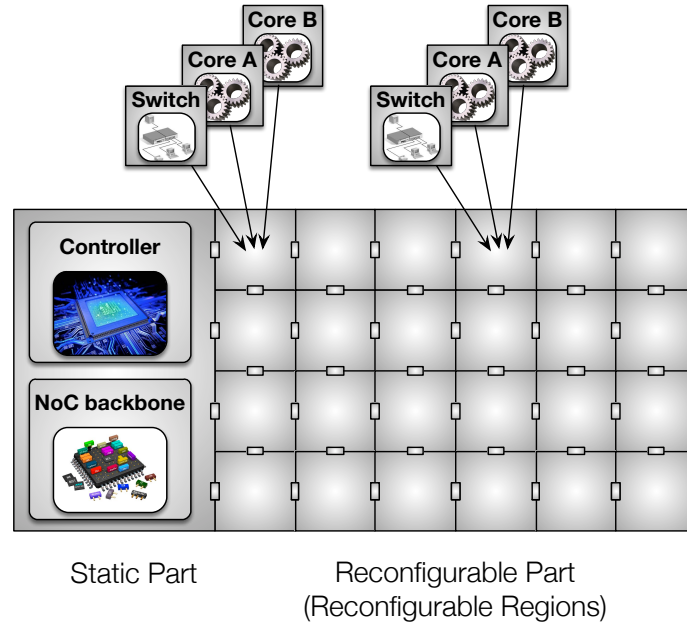 Core B
Core A
Switch
Core B
Core A
Switch
Controller
NoC backbone
Static Part
Reconfigurable Part
(Reconfigurable Regions)